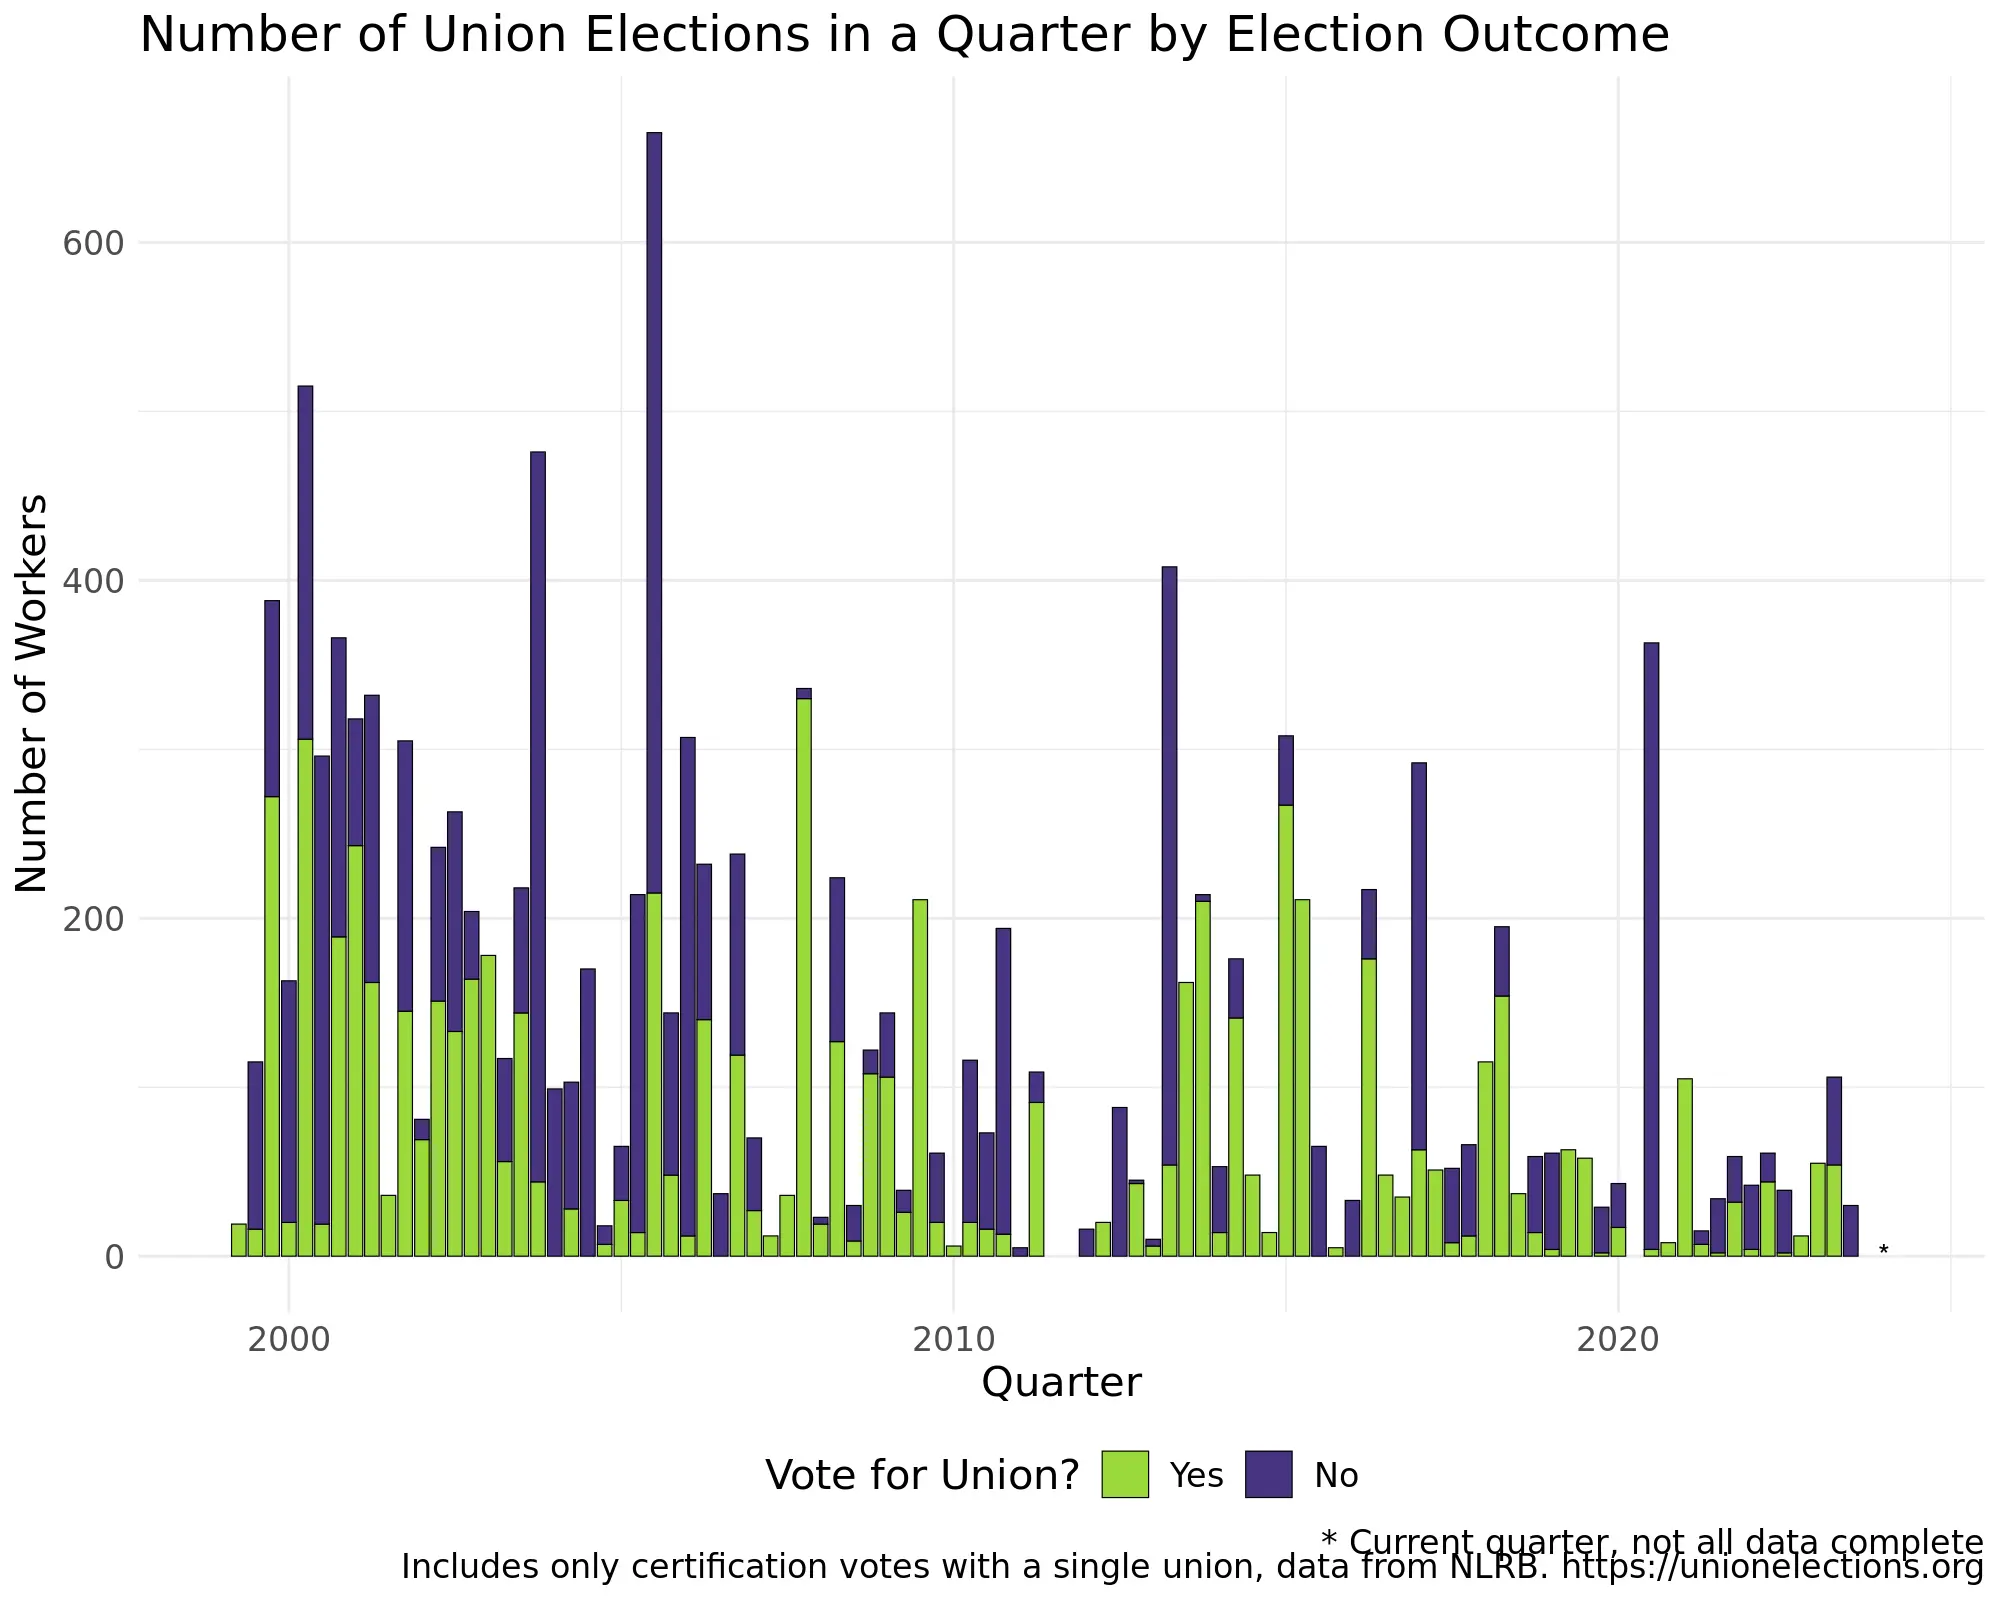 Number of Union Elections in a Quarter by Election Outcome
Number of Workers
600
400
200
0
*
2000 2010 2020
Quarter
Vote for Union? Yes No
* Current quarter, not all data complete
Includes only certification votes with a single union, data from NLRB. https://unionelections.org